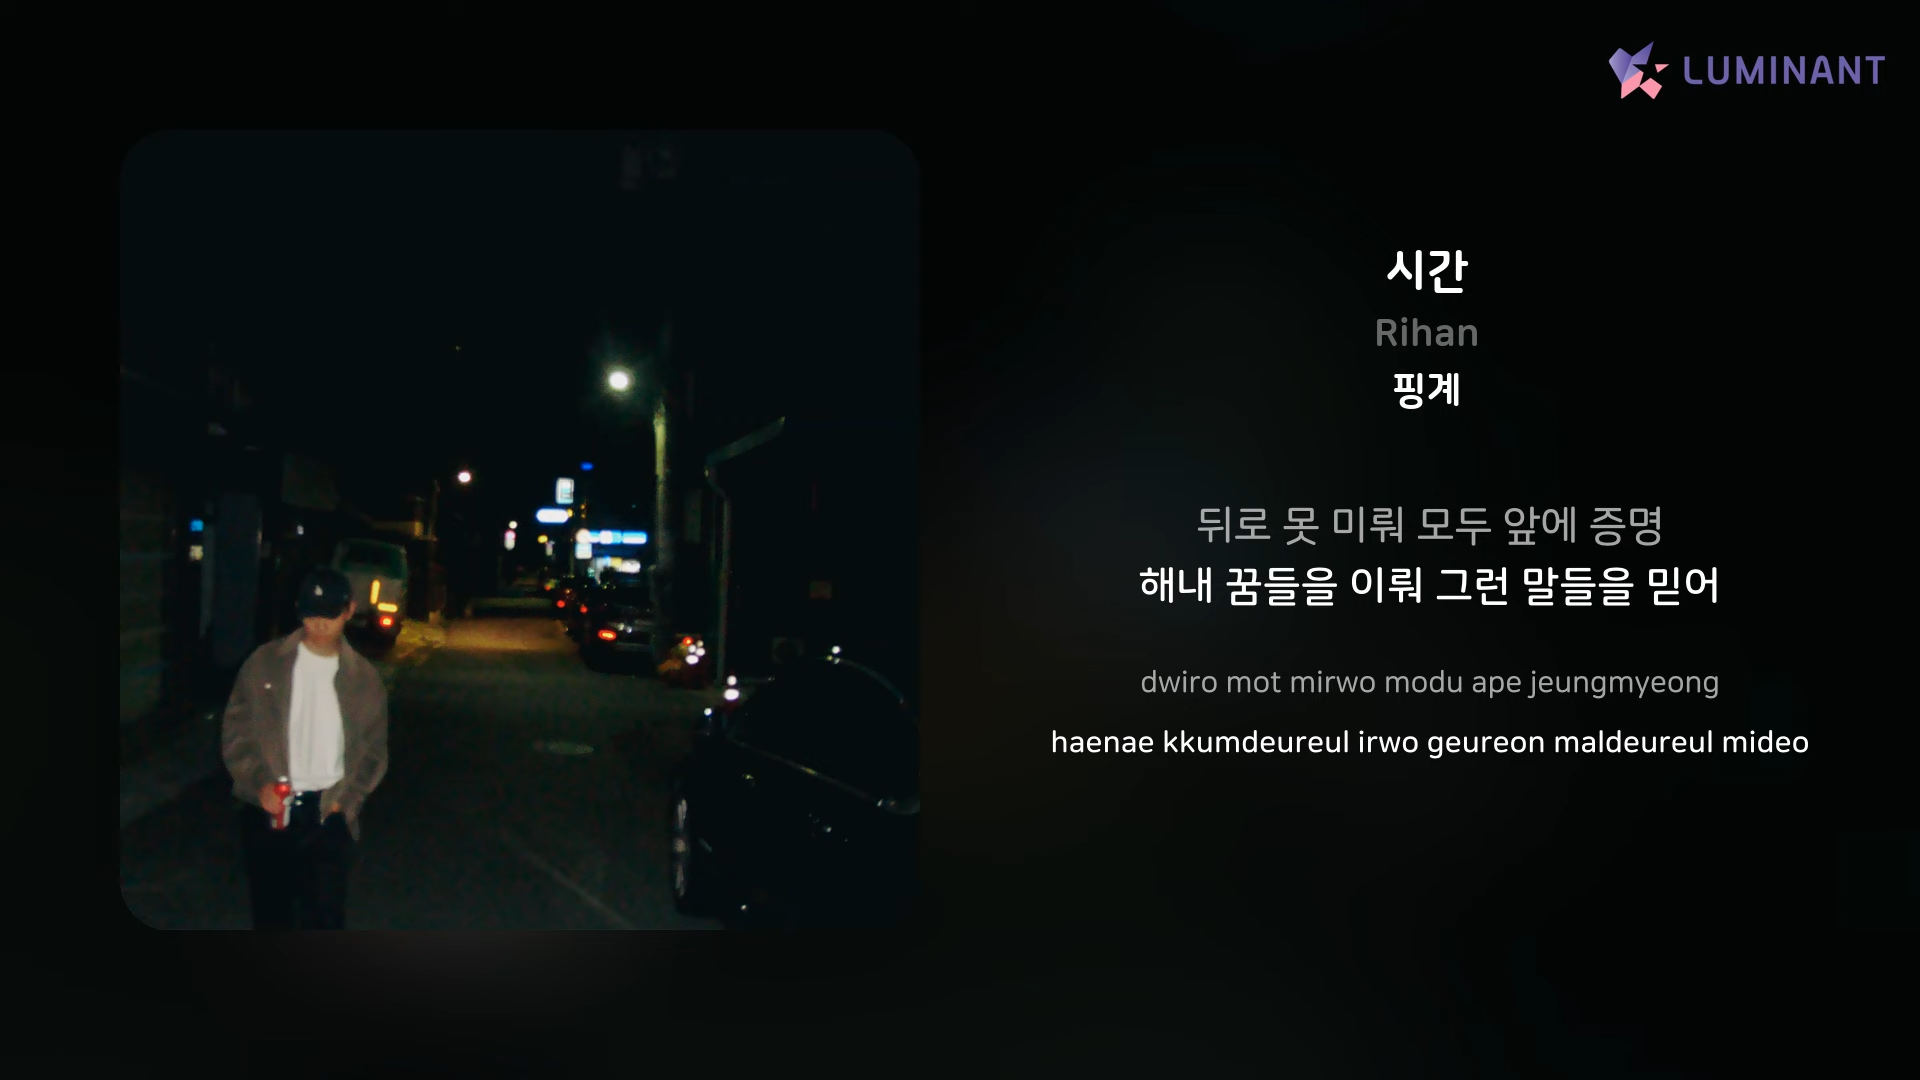 LUMINANT
시간
Rihan
핑계
뒤로 못 미뤄 모두 앞에 증명
해내 꿈들을 이뤄 그런 말들을 믿어
dwiro mot mirwo modu ape jeungmyeong
haenae kkumdeureul irwo geureon maldeureul mideo